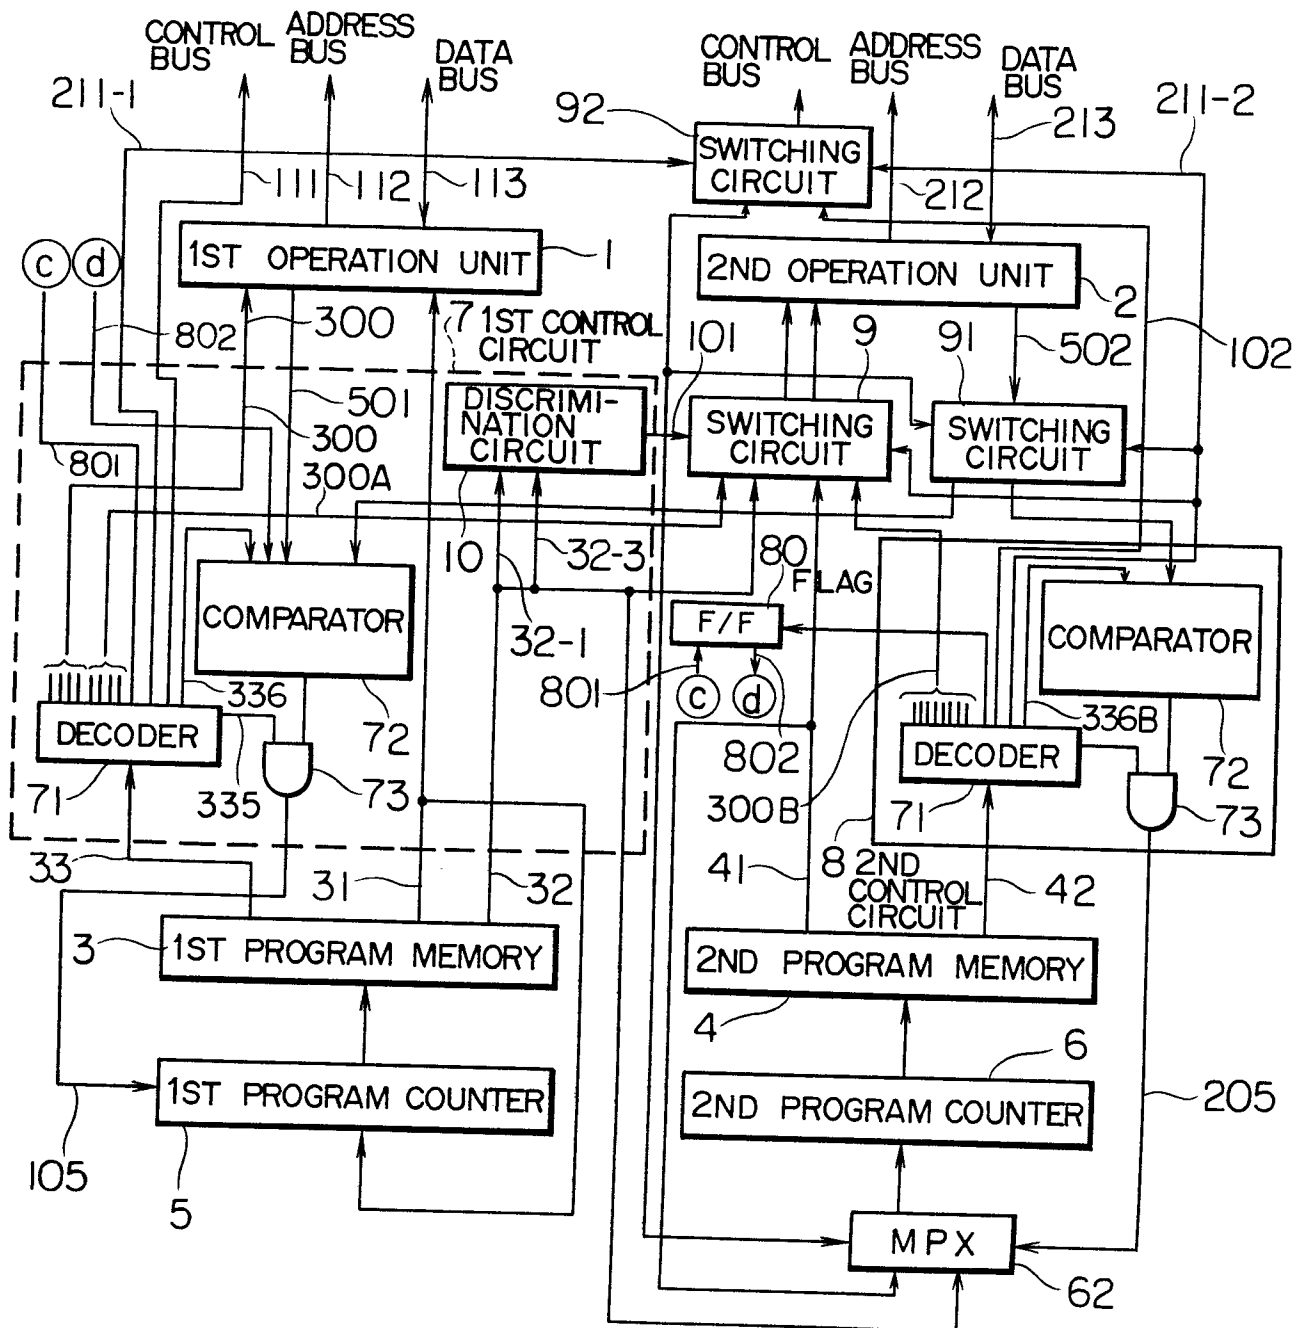 CONTROL
BUS
ADDRESS
BUS
DATA
BUS
CONTROL
BUS
ADDRESS
BUS
DATA
BUS
211-1
92
213
211-2
SWITCHING
CIRCUIT
111
112
113
212
c
d
1ST OPERATION UNIT
1
2ND OPERATION UNIT
2
802
300
7 1ST CONTROL
CIRCUIT
101
9
91
502
102
501
300
DISCRIMI-
NATION
CIRCUIT
SWITCHING
CIRCUIT
SWITCHING
CIRCUIT
801
300A
10
32-3
80
FLAG
COMPARATOR
F/F
COMPARATOR
32-1
801
c
d
336
336B
DECODER
72
802
DECODER
72
71
335
73
300B
71
73
33
31
32
41
8 2ND
CONTROL
CIRCUIT
42
3
1ST PROGRAM MEMORY
2ND PROGRAM MEMORY
4
6
1ST PROGRAM COUNTER
2ND PROGRAM COUNTER
205
105
5
MPX
62